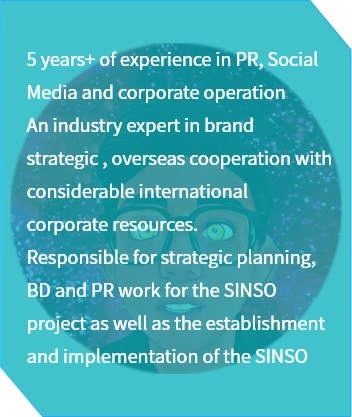 5 years+ of experience in PR, Social
Media and corporate operation
An industry expert in brand
strategic , overseas cooperation with
considerable international
corporate resources.
Responsible for strategic planning,
BD and PR work for the SINSO
project as well as the establishment
and implementation of the SINSO